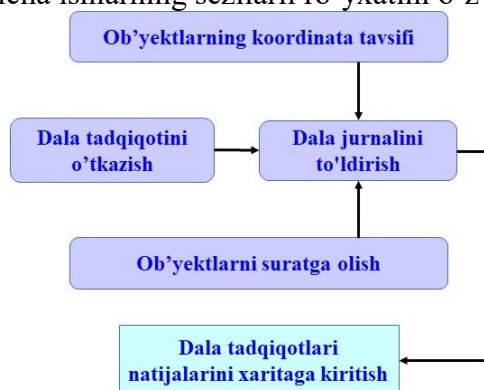 Ob’yektlarning koordinata tavsifi
Dala tadqiqotini
o’tkazish
Dala jurnalini
to'ldirish
Ob’yektlarni suratga olish
Dala tadqiqotlari
natijalarini xaritaga kiritish